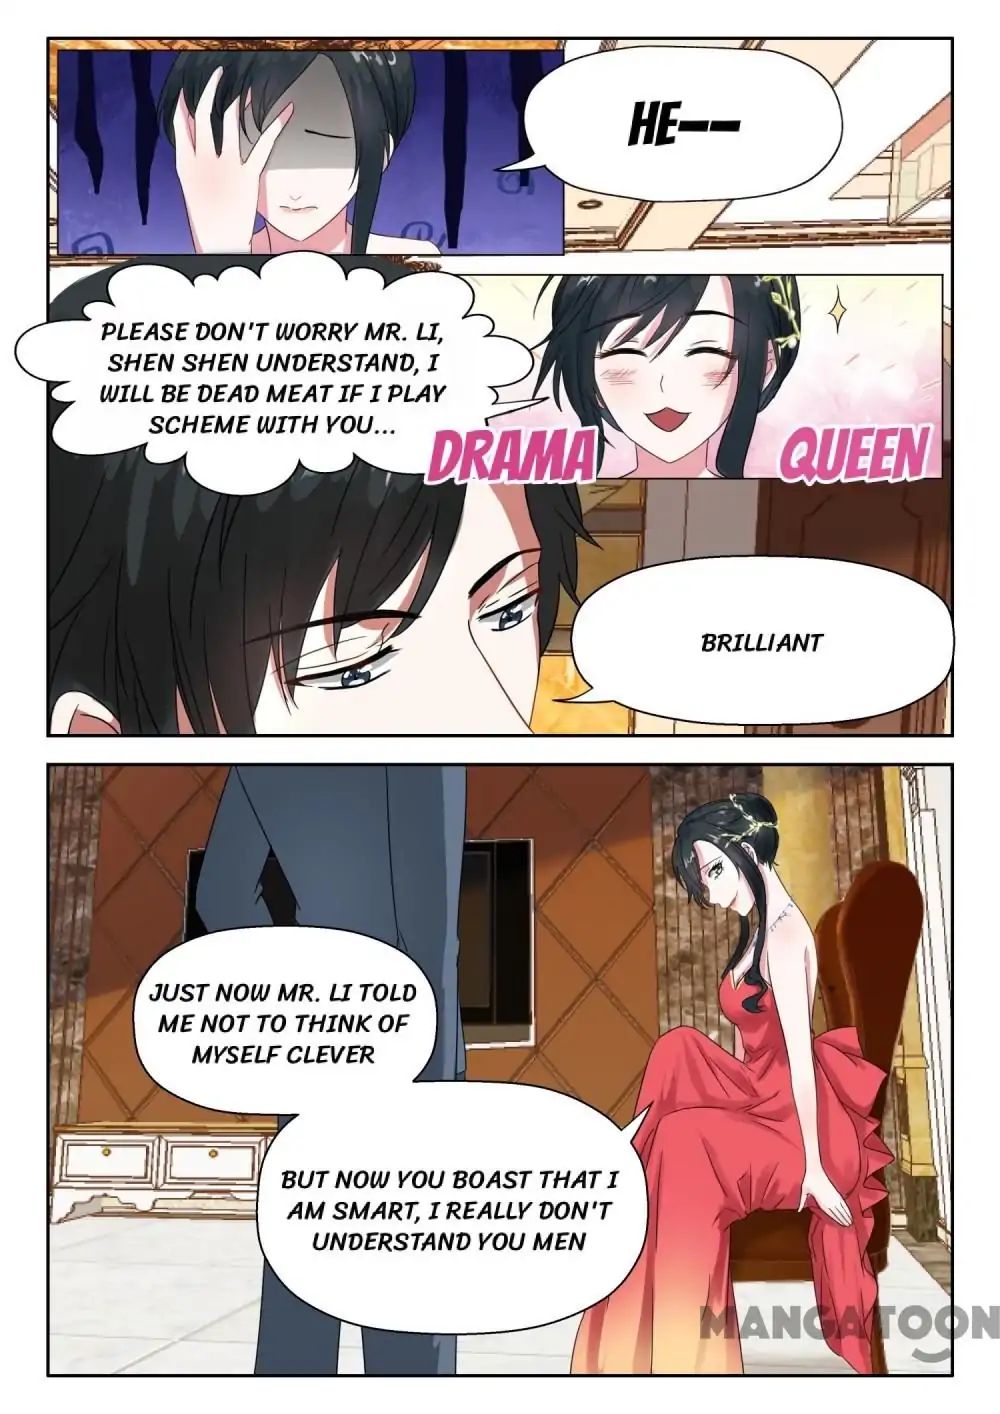 HE--
PLEASE DON'T WORRY MR. LI,
SHEN SHEN UNDERSTAND, I
WILL BE DEAD MEAT IF I PLAY
SCHEME WITH YOU...
DRAMA QUEEN
BRILLIANT
JUST NOW MR. LI TOLD
ME NOT TO THINK OF
MYSELF CLEVER
BUT NOW YOU BOAST THAT I
AM SMART, I REALLY DON'T
UNDERSTAND YOU MEN
MANGATOON